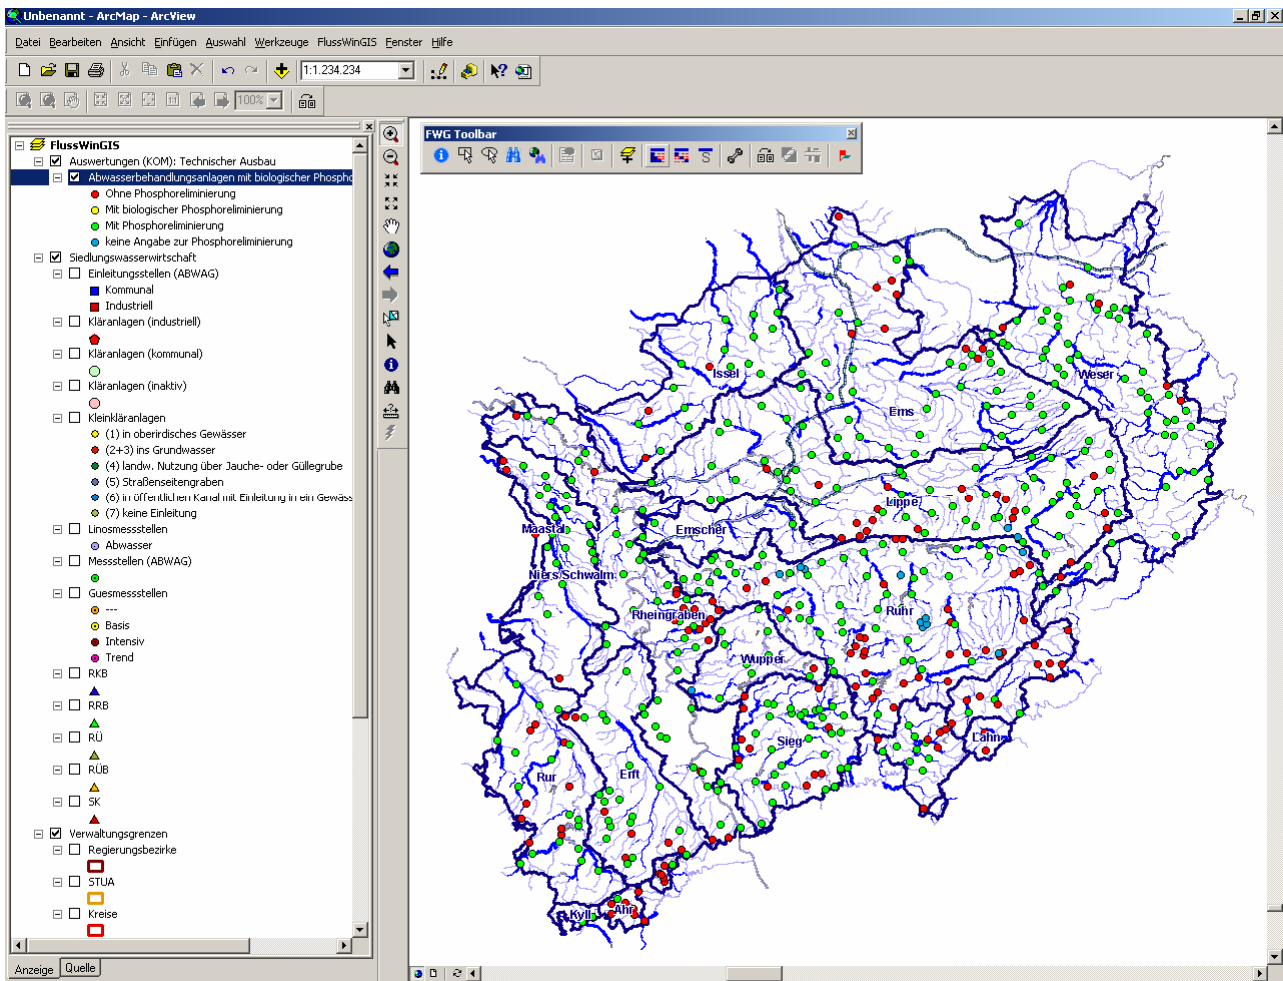 Unbenannt - ArcMap - ArcView
Datei Bearbeiten Ansicht Einfügen Auswahl Werkzeuge FlussWinGIS Fenster Hilfe
1:1.234.234
100%
FWG Toolbar
FlussWinGIS
Auswertungen (KOM): Technischer Ausbau
Abwasserbehandlungsanlagen mit biologischer Phospho
Ohne Phosphoreliminierung
Mit biologischer Phosphoreliminierung
Mit Phosphoreliminierung
keine Angabe zur Phosphoreliminierung
Siedlungswasserwirtschaft
Einleitungsstellen (ABWAG)
Kommunal
Industriell
Kläranlagen (industriell)
Kläranlagen (kommunal)
Kläranlagen (inaktiv)
Kleinkläranlagen
(1) in oberirdisches Gewässer
(2+3) ins Grundwasser
(4) landw. Nutzung über Jauche- oder Güllegrube
(5) Straßenseitengraben
(6) in öffentlichen Kanal mit Einleitung in ein Gewäss
(7) keine Einleitung
Linosmessstellen
Abwasser
Messstellen (ABWAG)
Guesmessstellen
---
Basis
Intensiv
Trend
RKB
RRB
RÜ
RÜB
SK
Verwaltungsgrenzen
Regierungsbezirke
STUA
Kreise
Anzeige Quelle
Issel
Weser
Ems
Lippe
Maastal
Emscher
Niers Schwalm
Rheingraben
Ruhr
Wupper
Sieg
Lahn
Rur
Erft
Kyll
Ahr